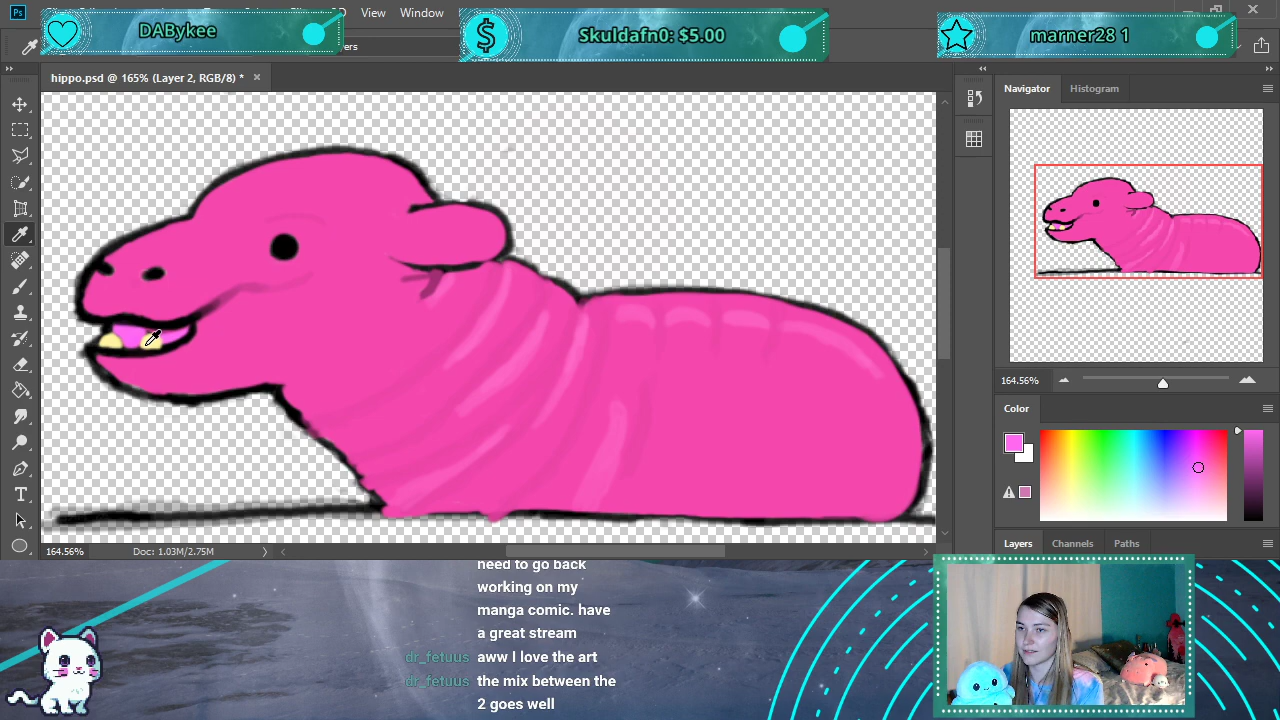 Ps
View
Window
DABykee
$
Skuldafn0: $5.00
marner28 1
ers
hippo.psd @ 165% (Layer 2, RGB/8) *
Navigator
Histogram
164.56%
Color
Layers
Channels
Paths
164.56%
Doc: 1.03M/2.75M
need to go back
working on my
manga comic. have
a great stream
dr_fetuus aww I love the art
dr_fetuus the mix between the
2 goes well